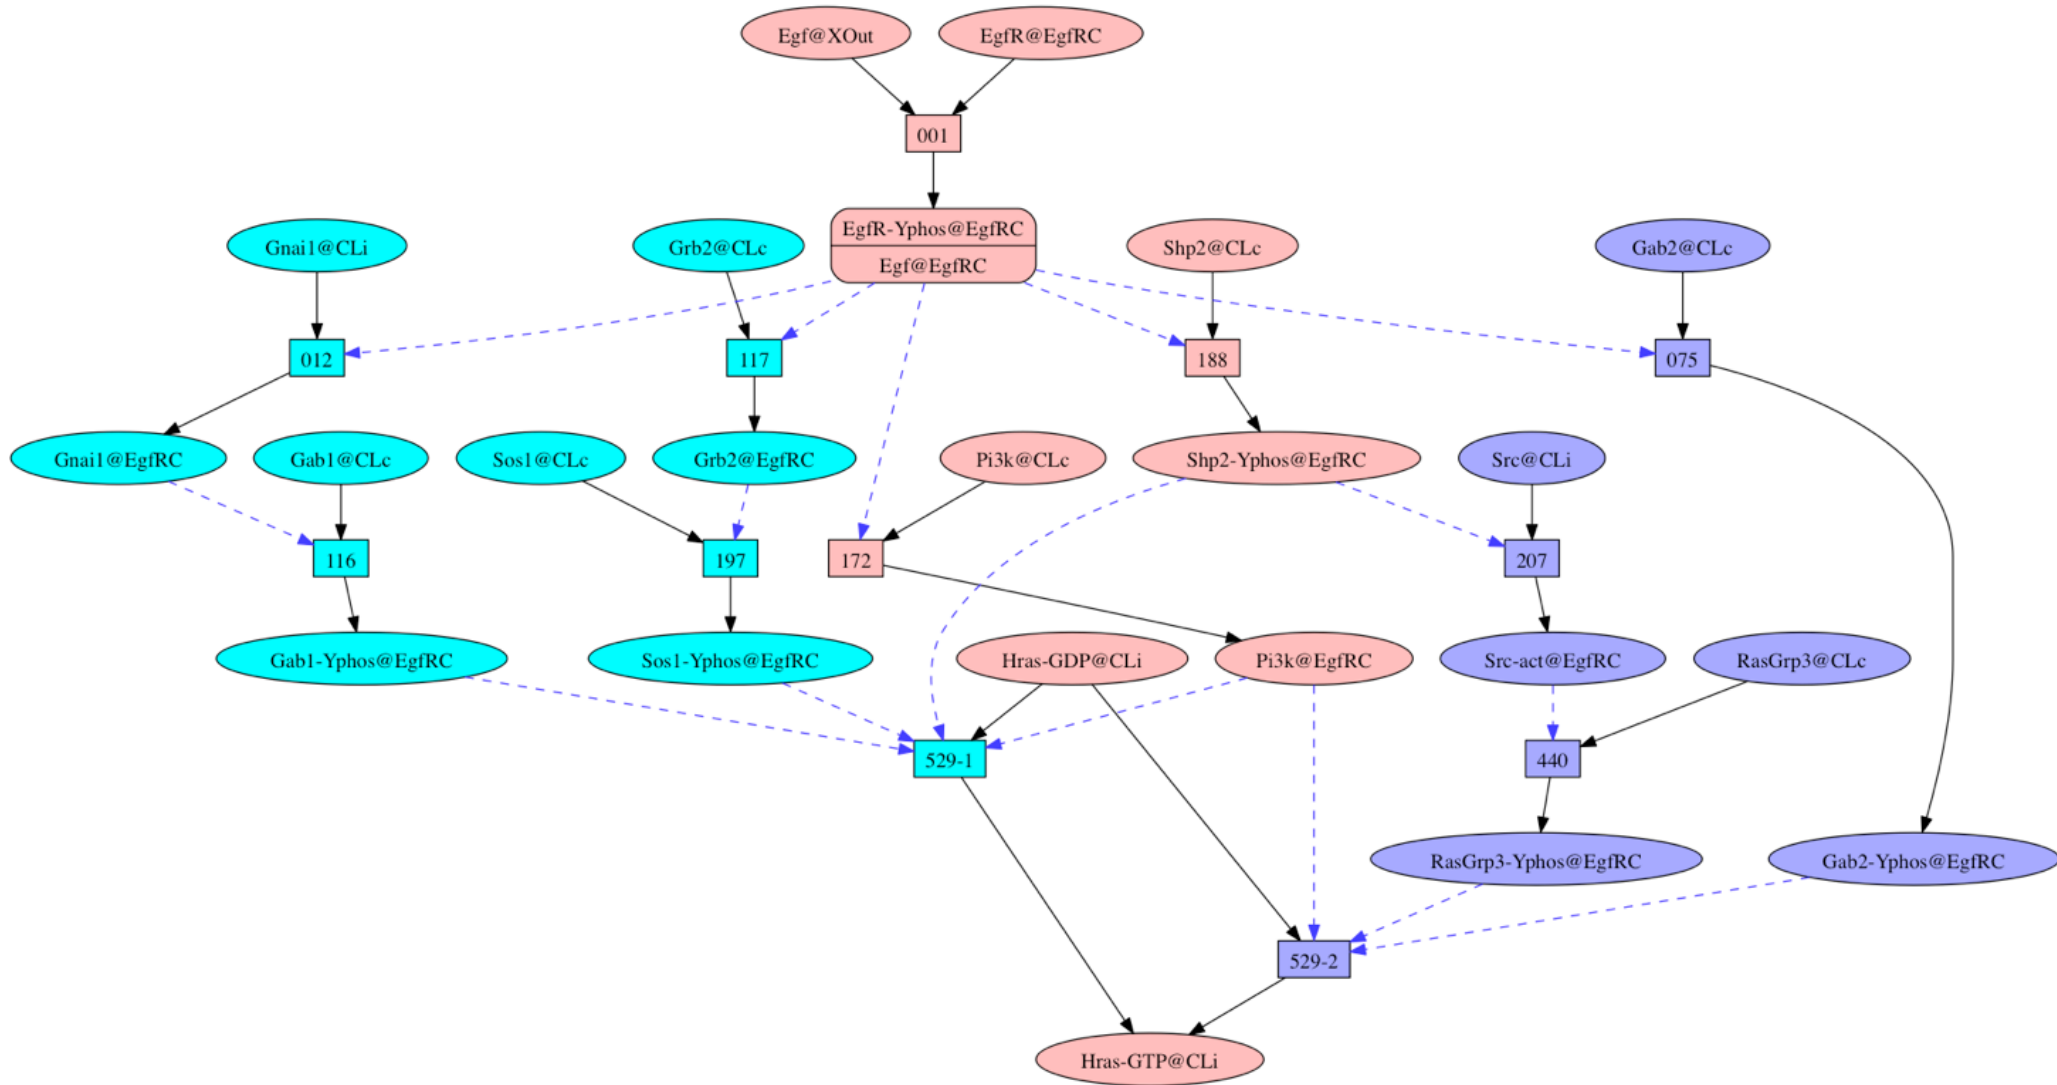 Egf@XOut
EgfR@EgfRC
001
Gnai1@CLi
Grb2@CLc
EgfR-Yphos@EgfRC
Egf@EgfRC
Shp2@CLc
Gab2@CLc
012
117
188
075
Gnai1@EgfRC
Gab1@CLc
Sos1@CLc
Grb2@EgfRC
Pi3k@CLc
Shp2-Yphos@EgfRC
Src@CLi
116
197
172
207
Gab1-Yphos@EgfRC
Sos1-Yphos@EgfRC
Hras-GDP@CLi
Pi3k@EgfRC
Src-act@EgfRC
RasGrp3@CLc
529-1
440
RasGrp3-Yphos@EgfRC
Gab2-Yphos@EgfRC
529-2
Hras-GTP@CLi